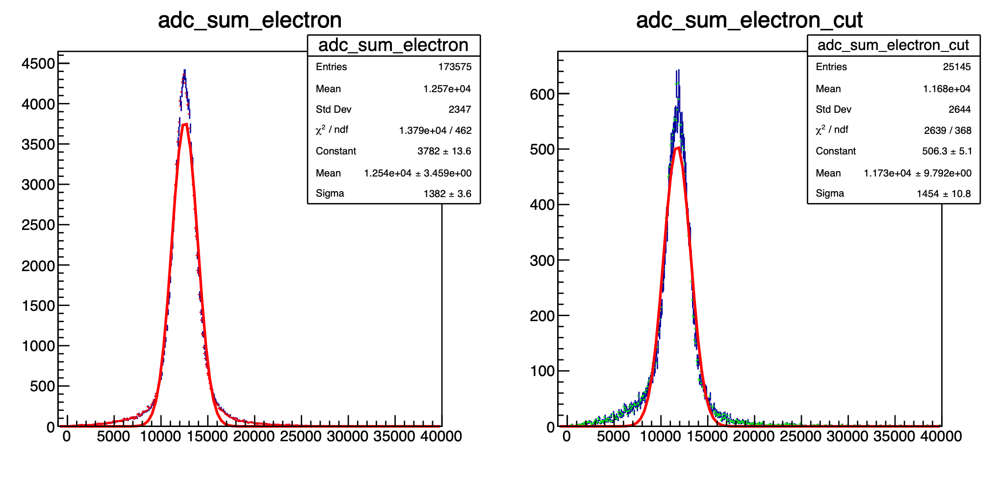 adc_sum_electron
adc_sum_electron
Entries 173575
Mean 1.257e+04
Std Dev 2347
χ² / ndf 1.379e+04 / 462
Constant 3782 ± 13.6
Mean 1.254e+04 ± 3.459e+00
Sigma 1382 ± 3.6
4500
4000
3500
3000
2500
2000
1500
1000
500
0
0 5000 10000 15000 20000 25000 30000 35000 40000
adc_sum_electron_cut
adc_sum_electron_cut
Entries 25145
Mean 1.168e+04
Std Dev 2644
χ² / ndf 2639 / 368
Constant 506.3 ± 5.1
Mean 1.173e+04 ± 9.792e+00
Sigma 1454 ± 10.8
600
500
400
300
200
100
0
0 5000 10000 15000 20000 25000 30000 35000 40000